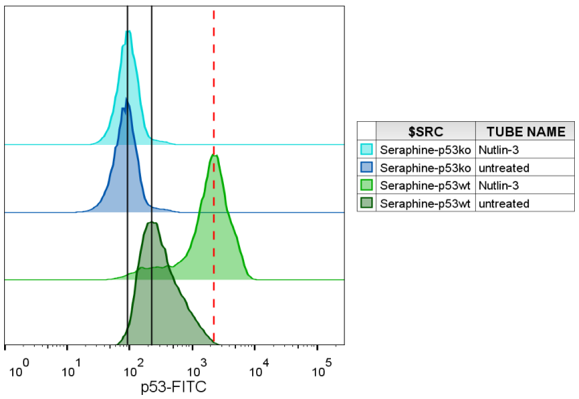 $SRC TUBE NAME
Seraphine-p53ko Nutlin-3
Seraphine-p53ko untreated
Seraphine-p53wt Nutlin-3
Seraphine-p53wt untreated
10^0 10^1 10^2 10^3 10^4 10^5
p53-FITC